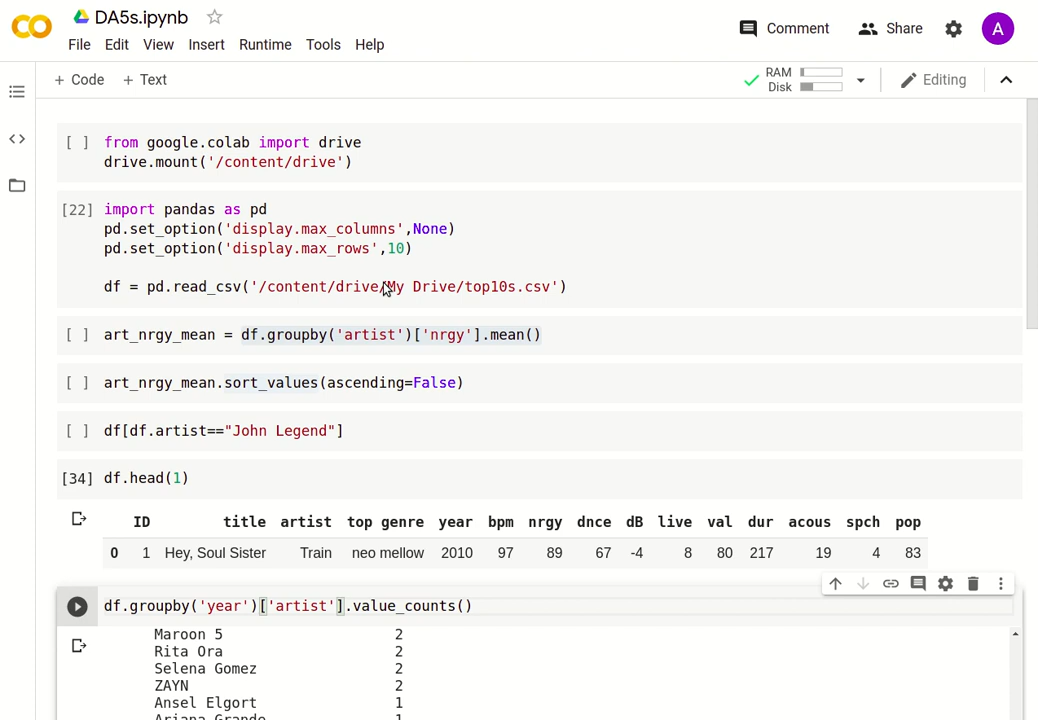 DA5s.ipynb
File Edit View Insert Runtime Tools Help
Comment Share A
+ Code + Text
RAM
Disk
Editing
[ ] from google.colab import drive
drive.mount('/content/drive')
[22] import pandas as pd
pd.set_option('display.max_columns',None)
pd.set_option('display.max_rows',10)
df = pd.read_csv('/content/drive/My Drive/top10s.csv')
[ ] art_nrgy_mean = df.groupby('artist')['nrgy'].mean()
[ ] art_nrgy_mean.sort_values(ascending=False)
[ ] df[df.artist=="John Legend"]
[34] df.head(1)
ID title artist top genre year bpm nrgy dnce dB live val dur acous spch pop
0 1 Hey, Soul Sister Train neo mellow 2010 97 89 67 -4 8 80 217 19 4 83
df.groupby('year')['artist'].value_counts()
Maroon 5 2
Rita Ora 2
Selena Gomez 2
ZAYN 2
Ansel Elgort 1
Ariana Grande 1